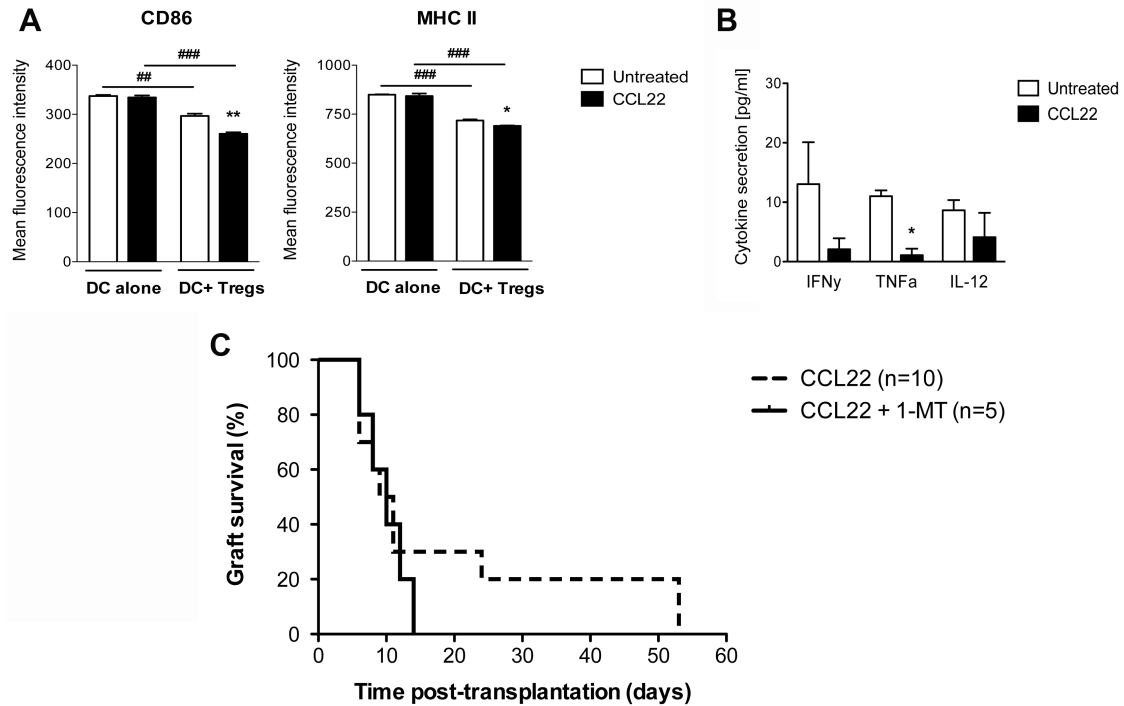 A
CD86
MHC II
B
###
##
**
400
300
200
100
0
Mean fluorescence intensity
DC alone
DC+ Tregs
###
###
*
1000
750
500
250
0
Mean fluorescence intensity
DC alone
DC+ Tregs
Untreated
CCL22
30
20
10
0
Cytokine secretion [pg/ml]
*
IFNy
TNFa
IL-12
Untreated
CCL22
C
100
80
60
40
20
0
Graft survival (%)
0 10 20 30 40 50 60
Time post-transplantation (days)
CCL22 (n=10)
CCL22 + 1-MT (n=5)